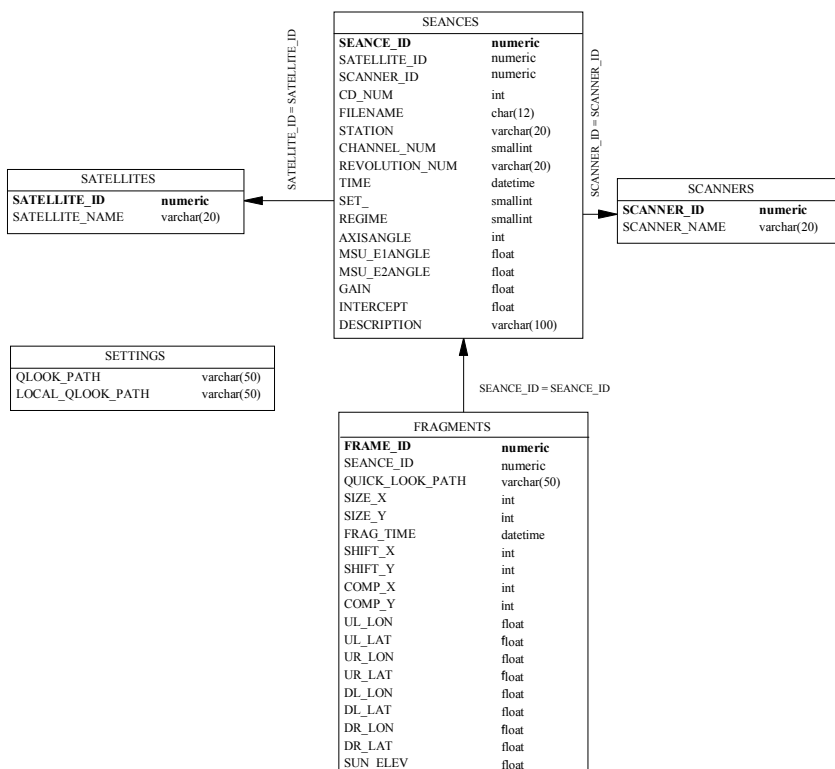 SEANCES
SEANCE_ID numeric
SATELLITE_ID numeric
SCANNER_ID numeric
CD_NUM int
FILENAME char(12)
STATION varchar(20)
CHANNEL_NUM smallint
REVOLUTION_NUM varchar(20)
TIME datetime
SET_ smallint
REGIME smallint
AXISANGLE int
MSU_E1ANGLE float
MSU_E2ANGLE float
GAIN float
INTERCEPT float
DESCRIPTION varchar(100)
SATELLITE_ID = SATELLITE_ID
SCANNER_ID = SCANNER_ID
SATELLITES
SATELLITE_ID numeric
SATELLITE_NAME varchar(20)
SCANNERS
SCANNER_ID numeric
SCANNER_NAME varchar(20)
SETTINGS
QLOOK_PATH varchar(50)
LOCAL_QLOOK_PATH varchar(50)
SEANCE_ID = SEANCE_ID
FRAGMENTS
FRAME_ID numeric
SEANCE_ID numeric
QUICK_LOOK_PATH varchar(50)
SIZE_X int
SIZE_Y int
FRAG_TIME datetime
SHIFT_X int
SHIFT_Y int
COMP_X int
COMP_Y int
UL_LON float
UL_LAT float
UR_LON float
UR_LAT float
DL_LON float
DL_LAT float
DR_LON float
DR_LAT float
SUN_ELEV float